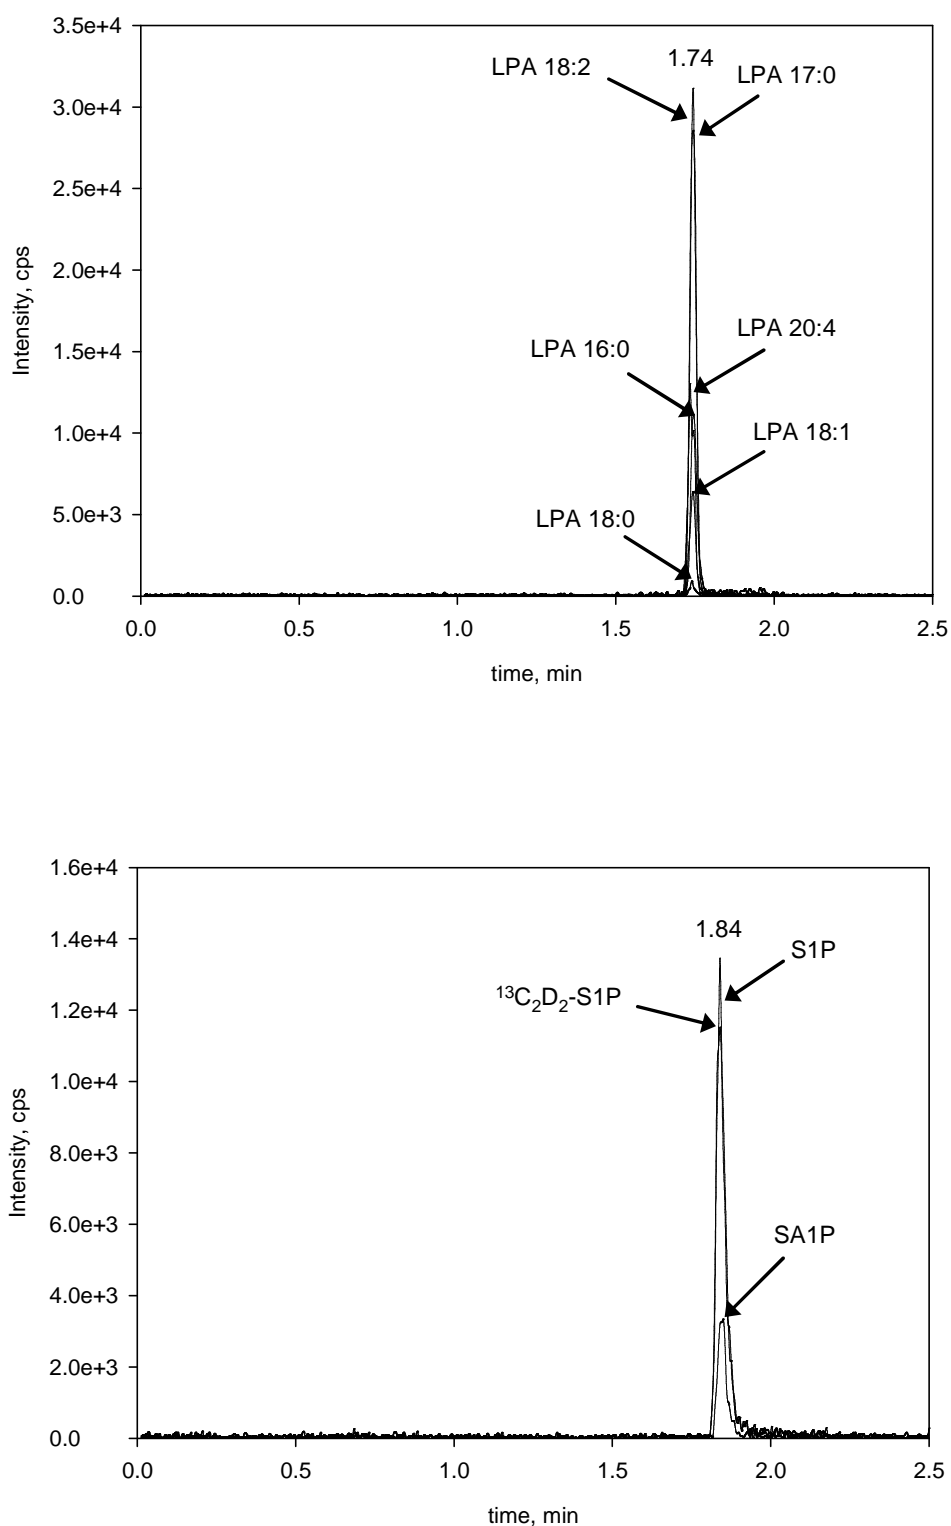 3.5e+4
1.74
LPA 18:2
LPA 17:0
3.0e+4
2.5e+4
2.0e+4
Intensity, cps
LPA 20:4
LPA 16:0
1.5e+4
LPA 18:1
1.0e+4
LPA 18:0
5.0e+3
0.0
0.0 0.5 1.0 1.5 2.0 2.5
time, min
1.6e+4
1.84
1.4e+4
S1P
¹³C₂D₂-S1P
1.2e+4
1.0e+4
Intensity, cps
8.0e+3
SA1P
6.0e+3
4.0e+3
2.0e+3
0.0
0.0 0.5 1.0 1.5 2.0 2.5
time, min